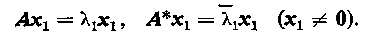 Ax₁ = λ₁x₁, A*x₁ = λ̅₁x₁ (x₁ ≠ 0).